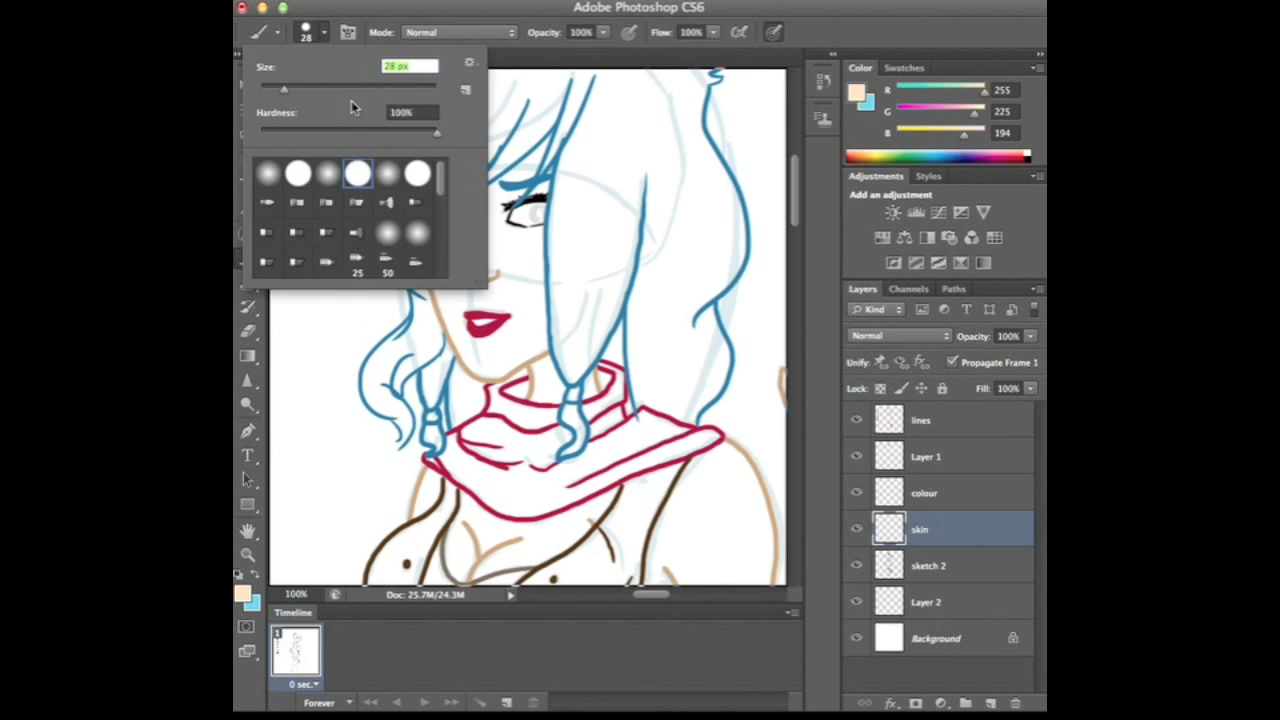 Adobe Photoshop CS6
28
Mode: Normal
Opacity: 100%
Flow: 100%
Size: 28 px
Hardness: 100%
25 50
Color Swatches
R 255
G 225
B 194
Adjustments Styles
Add an adjustment
Layers Channels Paths
Kind
Normal Opacity: 100%
Unify: Propagate Frame 1
Lock: Fill: 100%
lines
Layer 1
colour
skin
sketch 2
Layer 2
Background
100% Doc: 25.7M/24.3M
Timeline
1
0 sec.
Forever